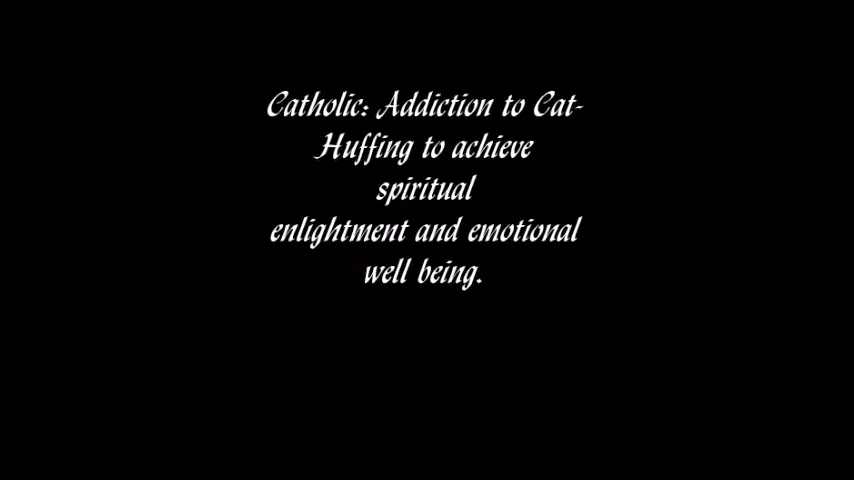 Catholic: Addiction to Cat-
Huffing to achieve
spiritual
enlightment and emotional
well being.